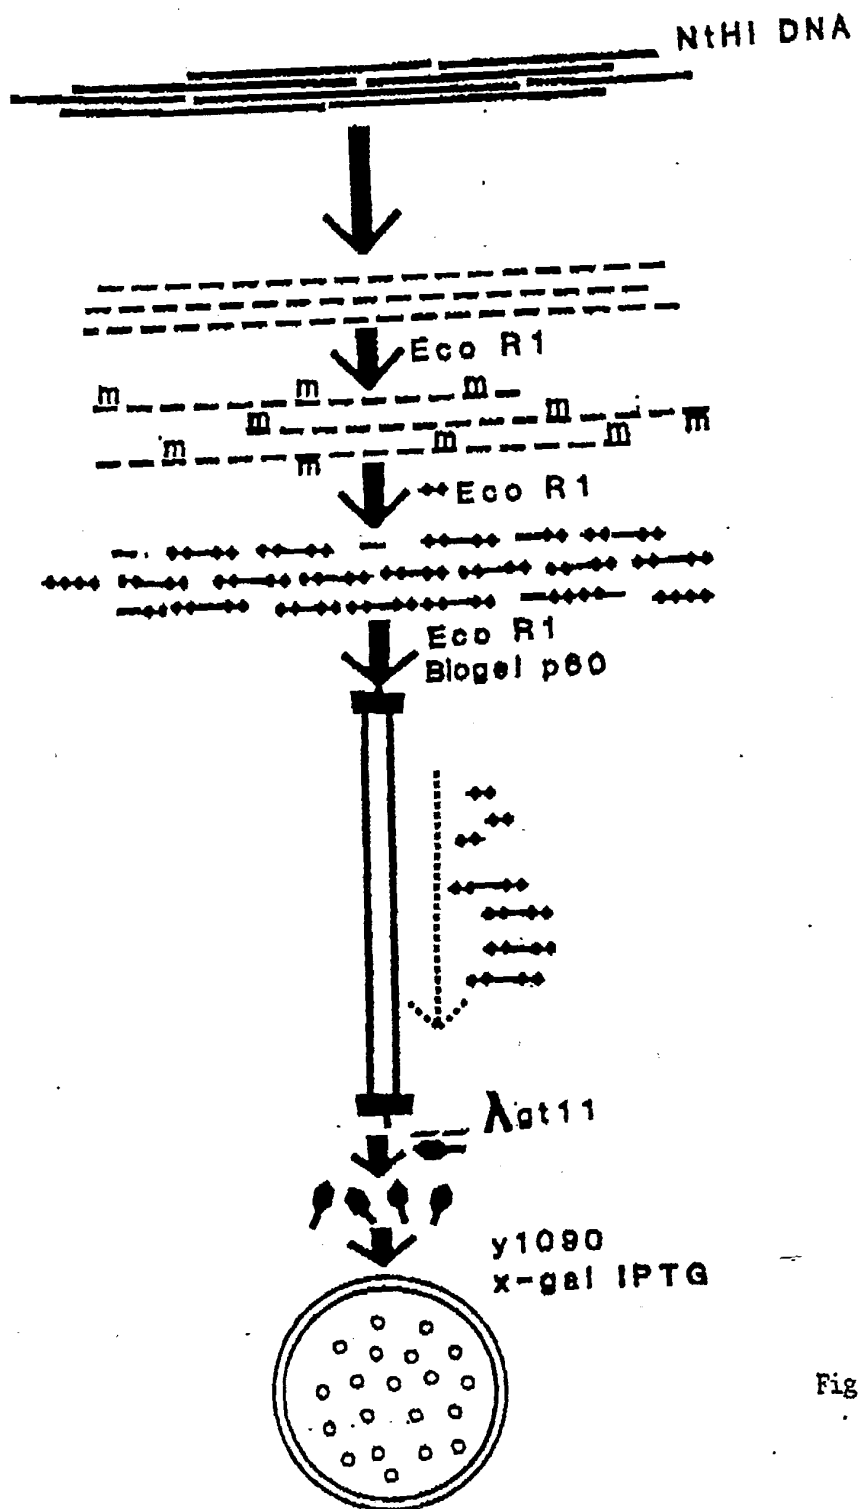 NtHI DNA
Eco R1
m m m
m m m
m m m m
Eco R1
Eco R1
Biogel p60
λgt11
y1090
x-gal IPTG
Fig